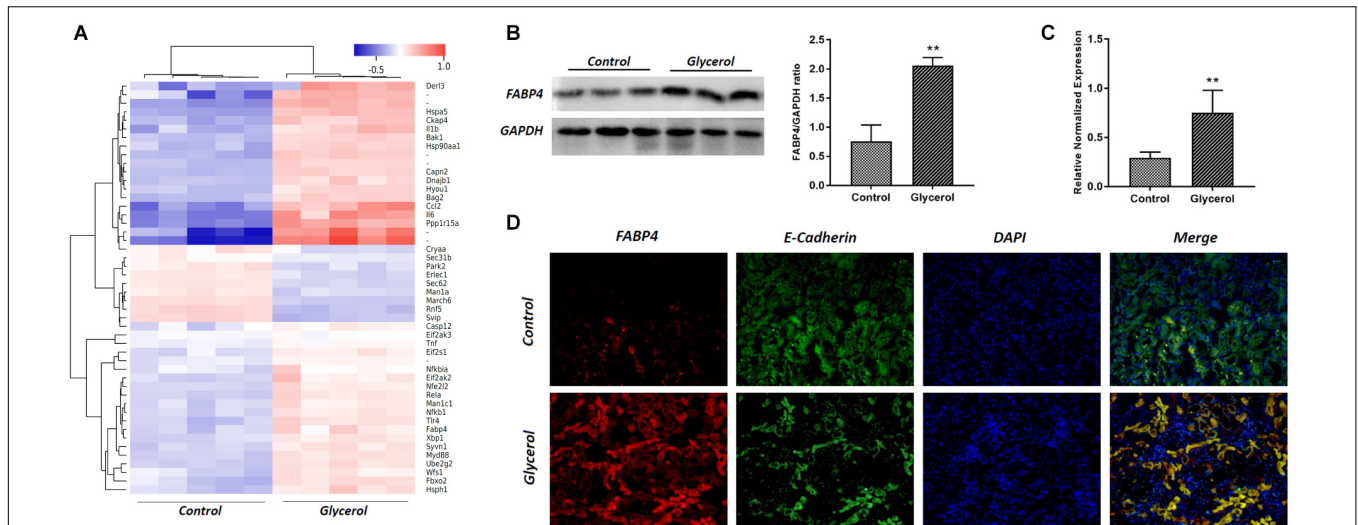 A
-0.5
1.0
Derl3
-
-
Hspa5
Ckap4
Il1b
Bak1
Hsp90aa1
-
-
Capn2
Dnajb1
Hyou1
Bag2
Ccl2
Il6
Ppp1r15a
-
-
Cryaa
Sec31b
Park2
Erlec1
Sec62
Man1a
March6
Rnf5
Svip
Casp12
Eif2ak3
Tnf
Eif2s1
-
Nfkbia
Eif2ak2
Nfe2l2
Rela
Man1c1
Nfkb1
Tlr4
Fabp4
Xbp1
Syvn1
Myd88
Ube2g2
Wfs1
Fbxo2
Hsph1
Control Glycerol
B
Control Glycerol
FABP4
GAPDH
FABP4/GAPDH ratio
2.5
2.0
1.5
1.0
0.5
0.0
**
Control Glycerol
C
Relative Normalized Expression
1.5
1.0
0.5
0.0
**
Control Glycerol
D
FABP4 E-Cadherin DAPI Merge
Control
Glycerol